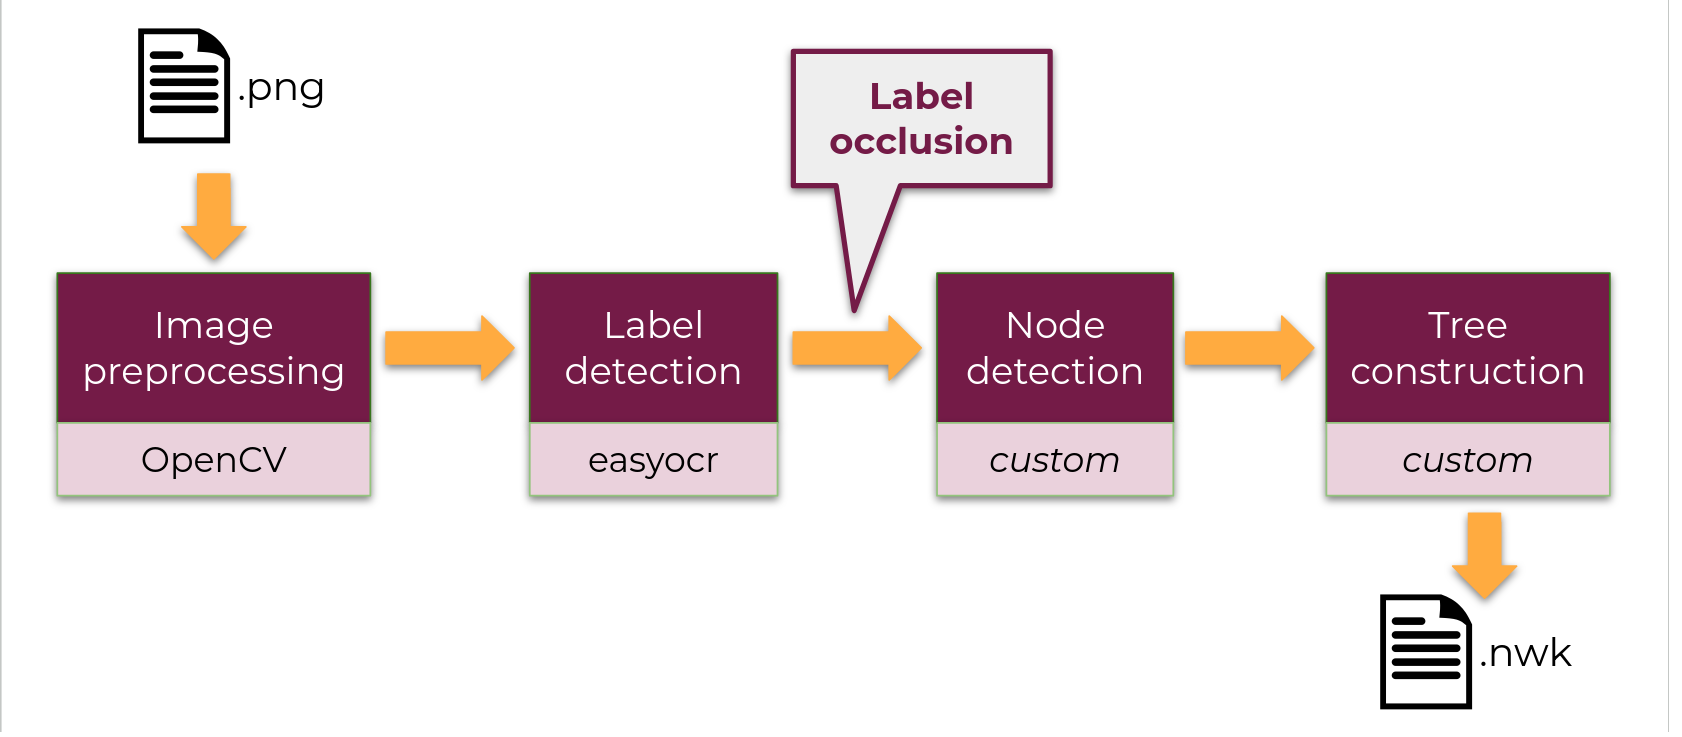 .png
Label
occlusion
Image
preprocessing
OpenCV
Label
detection
easyocr
Node
detection
custom
Tree
construction
custom
.nwk